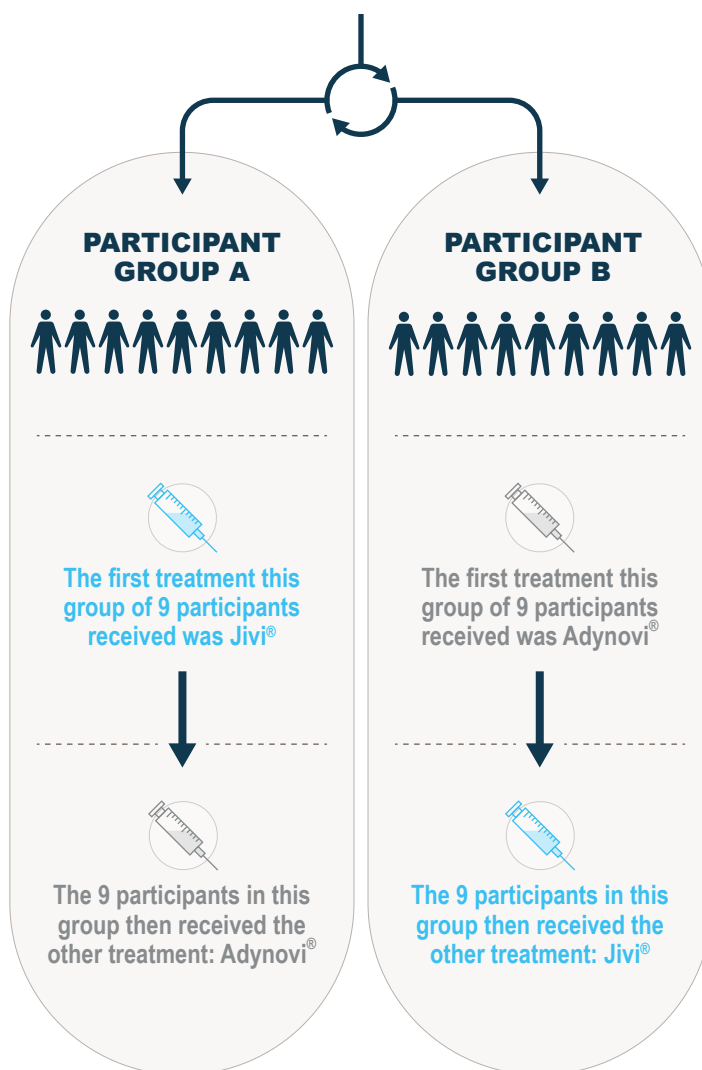 PARTICIPANT
GROUP A
The first treatment this
group of 9 participants
received was Jivi®
The 9 participants in this
group then received the
other treatment: Adynovi®
PARTICIPANT
GROUP B
The first treatment this
group of 9 participants
received was Adynovi®
The 9 participants in this
group then received the
other treatment: Jivi®